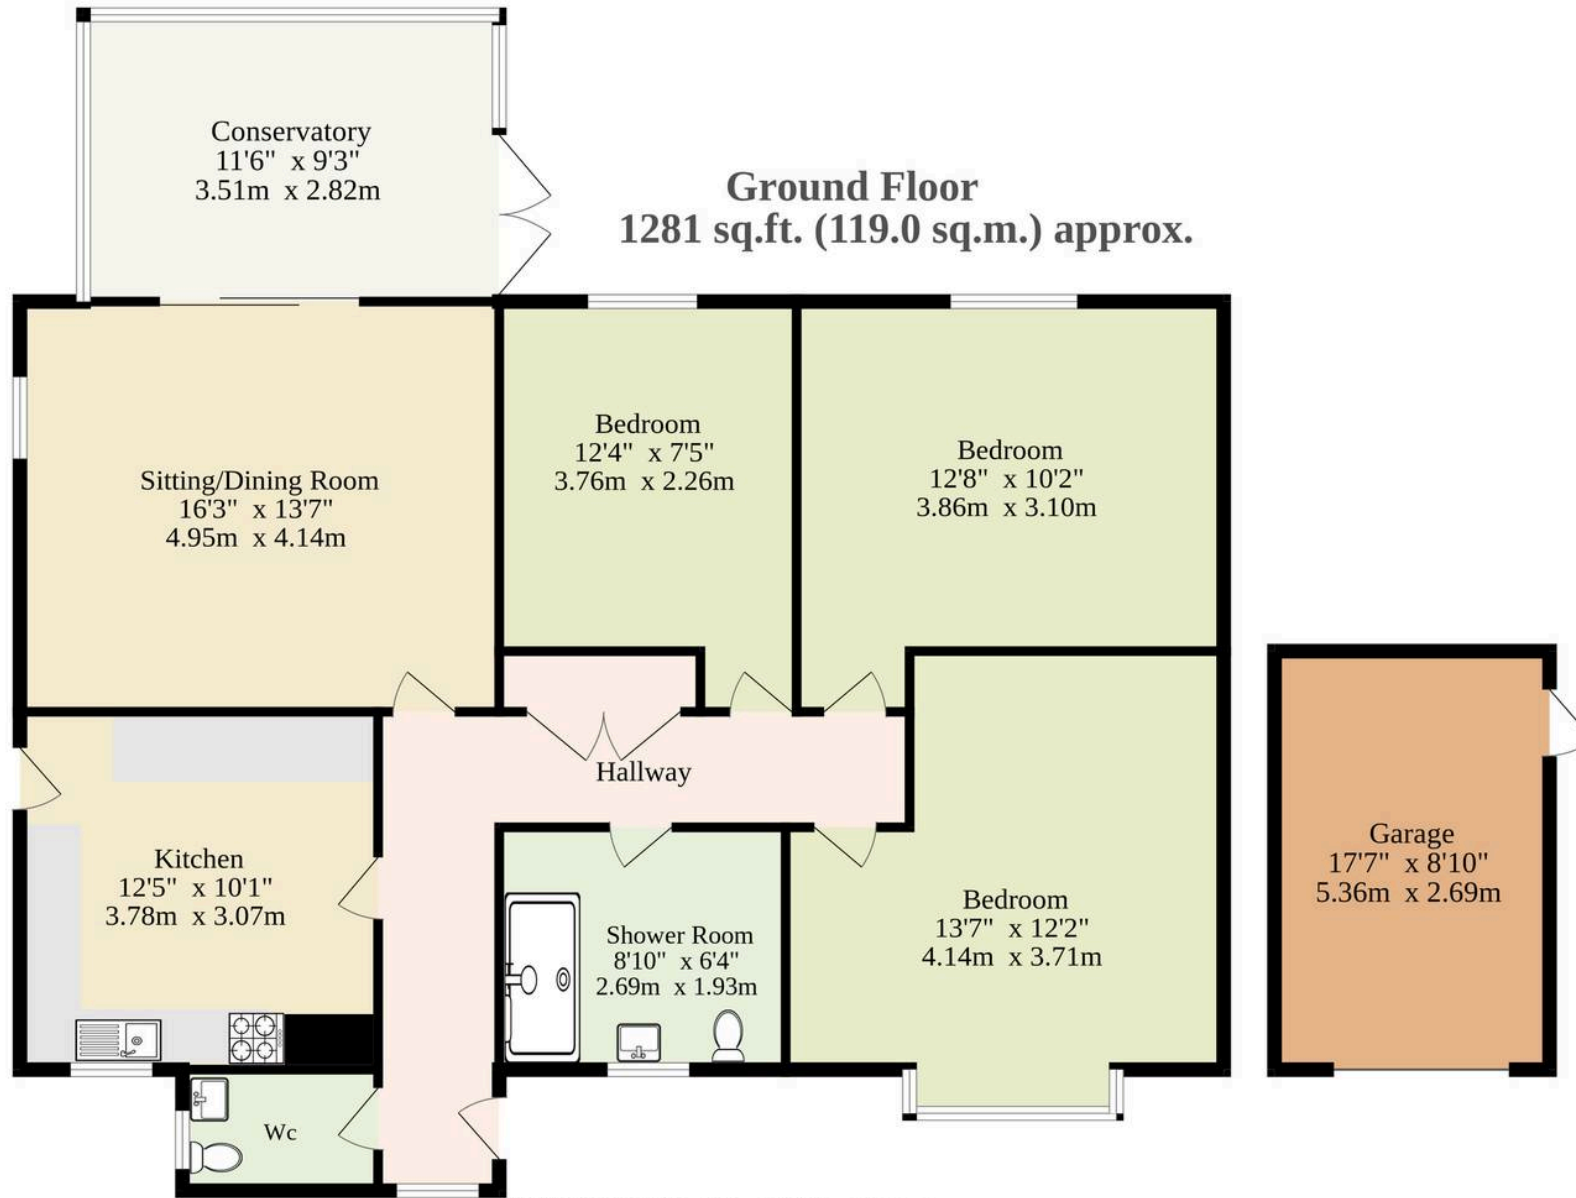 Conservatory
11'6" x 9'3"
3.51m x 2.82m
Ground Floor
1281 sq.ft. (119.0 sq.m.) approx.
Sitting/Dining Room
16'3" x 13'7"
4.95m x 4.14m
Bedroom
12'4" x 7'5"
3.76m x 2.26m
Bedroom
12'8" x 10'2"
3.86m x 3.10m
Hallway
Kitchen
12'5" x 10'1"
3.78m x 3.07m
Shower Room
8'10" x 6'4"
2.69m x 1.93m
Bedroom
13'7" x 12'2"
4.14m x 3.71m
Garage
17'7" x 8'10"
5.36m x 2.69m
Wc